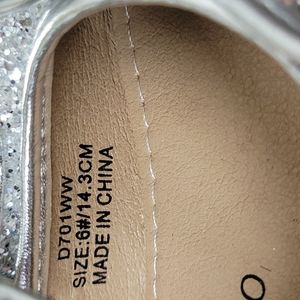 D701WW
SIZE:6#/14.3CM
MADE IN CHINA
O